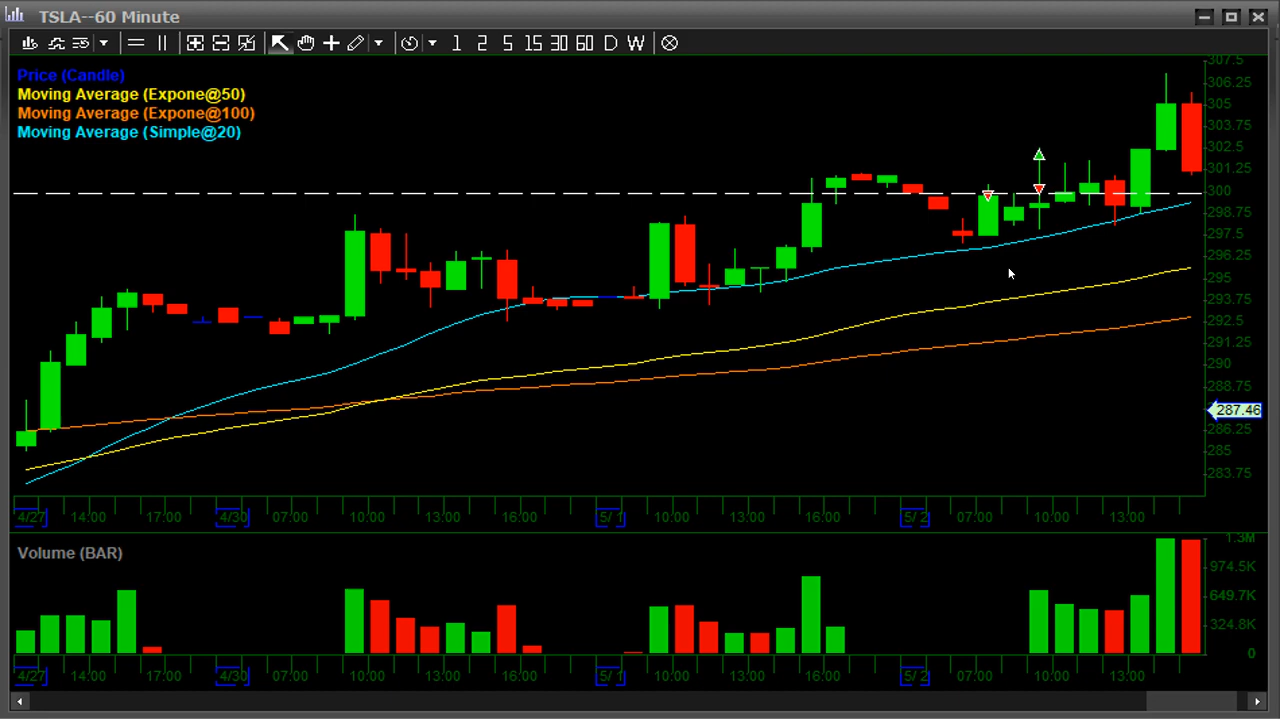 TSLA--60 Minute
1 2 5 15 30 60 D W
Price (Candle)
Moving Average (Expone@50)
Moving Average (Expone@100)
Moving Average (Simple@20)
307.5
306.25
305
303.75
302.5
301.25
300
298.75
297.5
296.25
295
293.75
292.5
291.25
290
288.75
287.46
286.25
285
283.75
4/27 14:00 17:00 4/30 07:00 10:00 13:00 16:00 5/ 1 10:00 13:00 16:00 5/ 2 07:00 10:00 13:00
Volume (BAR)
1.3M
974.5K
649.7K
324.8K
0
4/27 14:00 17:00 4/30 07:00 10:00 13:00 16:00 5/ 1 10:00 13:00 16:00 5/ 2 07:00 10:00 13:00